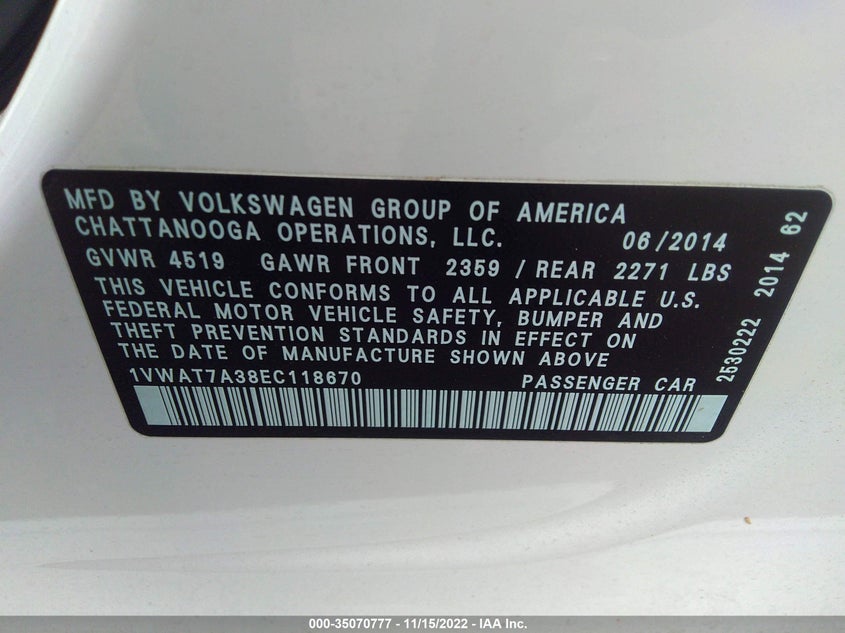 MFD BY VOLKSWAGEN GROUP OF AMERICA
CHATTANOOGA OPERATIONS, LLC. 06/2014
GVWR 4519 GAWR FRONT 2359 / REAR 2271 LBS
THIS VEHICLE CONFORMS TO ALL APPLICABLE U.S.
FEDERAL MOTOR VEHICLE SAFETY, BUMPER AND
THEFT PREVENTION STANDARDS IN EFFECT ON
THE DATE OF MANUFACTURE SHOWN ABOVE
1VWAT7A38EC118670 PASSENGER CAR
2530222 2014 62
000-35070777 - 11/15/2022 - IAA Inc.